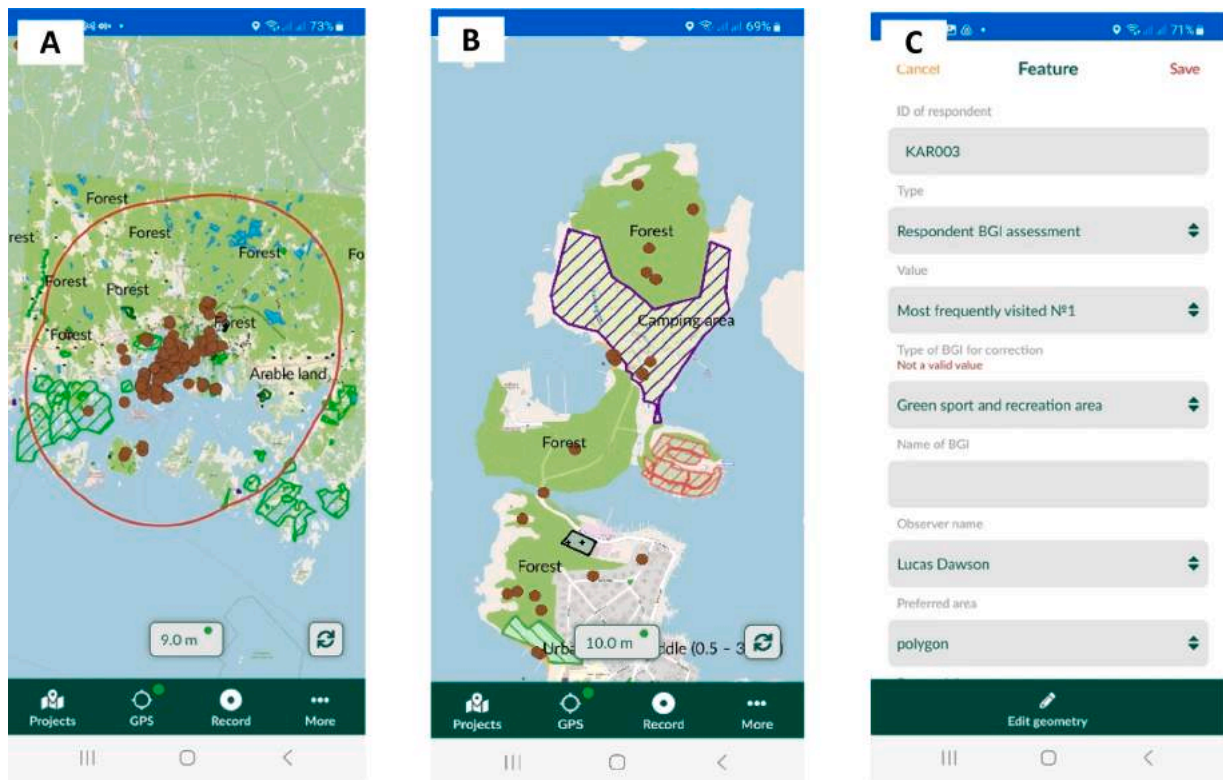 A
73%
Forest
Forest
rest
Forest
Fo
Forest
Forest
Forest
Forest
Arable land
9.0 m
Projects
GPS
Record
More
B
69%
Forest
Camping area
Forest
Forest
10.0 m
Projects
GPS
Record
More
C
71%
Cancel
Feature
Save
ID of respondent
KAR003
Type
Respondent BGI assessment
Value
Most frequently visited Nº1
Type of BGI for correction
Not a valid value
Green sport and recreation area
Name of BGI
Observer name
Lucas Dawson
Preferred area
polygon
Edit geometry